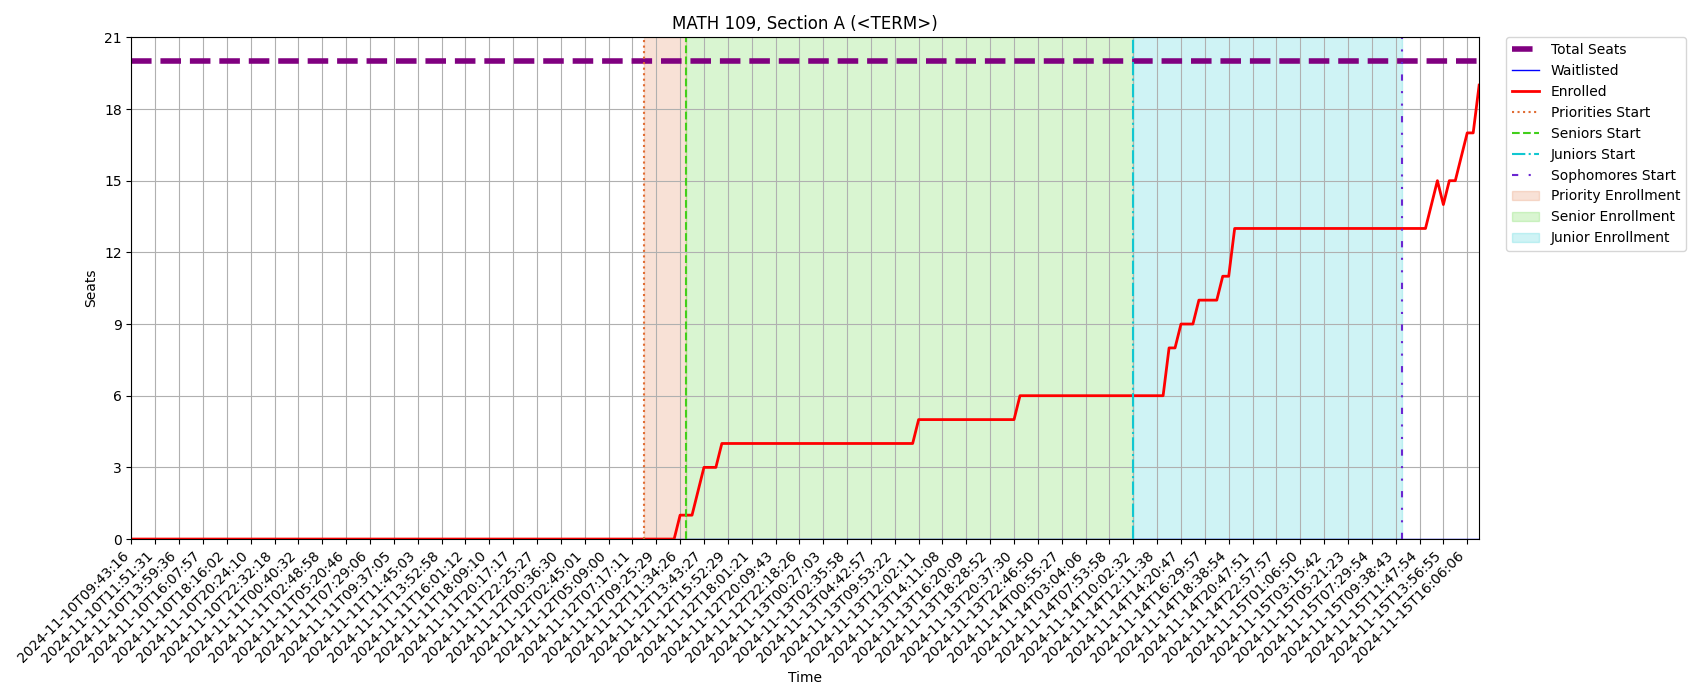 MATH 109, Section A (<TERM>)
21
18
15
12
9
6
3
0
Seats
2024-11-10T09:43:16
2024-11-10T11:51:31
2024-11-10T13:59:36
2024-11-10T16:07:57
2024-11-10T18:16:02
2024-11-10T20:24:10
2024-11-10T22:32:18
2024-11-11T00:40:32
2024-11-11T02:48:58
2024-11-11T05:20:46
2024-11-11T07:29:06
2024-11-11T09:37:05
2024-11-11T11:45:03
2024-11-11T13:52:58
2024-11-11T16:01:12
2024-11-11T18:09:10
2024-11-11T20:17:17
2024-11-11T22:25:27
2024-11-12T00:36:30
2024-11-12T02:45:01
2024-11-12T05:09:00
2024-11-12T07:17:11
2024-11-12T09:25:29
2024-11-12T11:34:26
2024-11-12T13:43:27
2024-11-12T15:52:29
2024-11-12T18:01:21
2024-11-12T20:09:43
2024-11-12T22:18:26
2024-11-13T00:27:03
2024-11-13T02:35:58
2024-11-13T04:42:57
2024-11-13T09:53:22
2024-11-13T12:02:11
2024-11-13T14:11:08
2024-11-13T16:20:09
2024-11-13T18:28:52
2024-11-13T20:37:30
2024-11-13T22:46:50
2024-11-14T00:55:27
2024-11-14T03:04:06
2024-11-14T07:53:58
2024-11-14T10:02:32
2024-11-14T12:11:38
2024-11-14T14:20:47
2024-11-14T16:29:57
2024-11-14T18:38:54
2024-11-14T20:47:51
2024-11-14T22:57:57
2024-11-15T01:06:50
2024-11-15T03:15:42
2024-11-15T05:21:23
2024-11-15T07:29:54
2024-11-15T09:38:43
2024-11-15T11:47:54
2024-11-15T13:56:55
2024-11-15T16:06:06
Time
Total Seats
Waitlisted
Enrolled
Priorities Start
Seniors Start
Juniors Start
Sophomores Start
Priority Enrollment
Senior Enrollment
Junior Enrollment